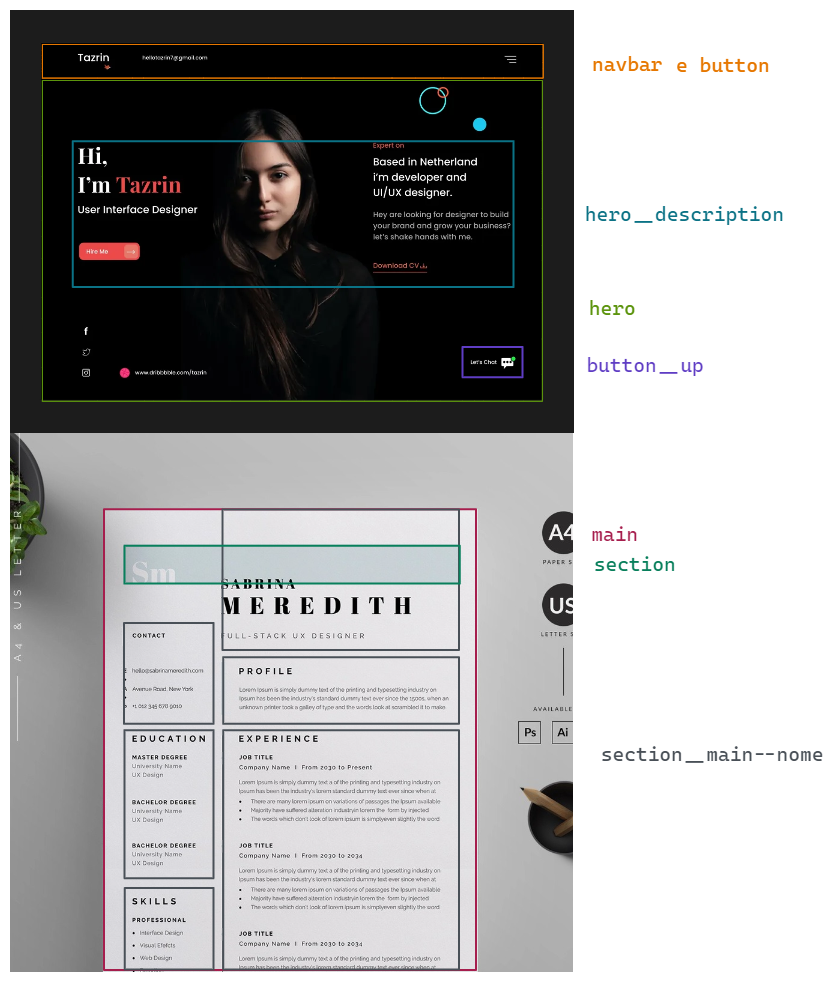 Tazrin
hellotazrin7@gmail.com
navbar e button
Hi,
I'm Tazrin
User Interface Designer
Hire Me
Expert on
Based in Netherland
i'm developer and
UI/UX designer.
Hey are looking for designer to build
your brand and grow your business?
let's shake hands with me.
Download CV
hero__description
hero
Let's Chat
button__up
www.dribbbble.com/tazrin
A4 & US LETTER
Sm
SABRINA
MEREDITH
FULL-STACK UX DESIGNER
A4
PAPER S
US
LETTER S
AVAILABLE
Ps
Ai
main
section
CONTACT
hello@sabrinameredith.com
Avenue Road, New York
+1 012 345 678 9010
PROFILE
Lorem Ipsum is simply dummy text of the printing and typesetting industry on
Ipsum has been the industry's standard dummy text ever since the 1500s, when an
unknown printer took a galley of type and the words look at scrambled it to make.
EDUCATION
MASTER DEGREE
University Name
UX Design
BACHELOR DEGREE
University Name
UX Design
BACHELOR DEGREE
University Name
UX Design
EXPERIENCE
JOB TITLE
Company Name I From 2030 to Present
Lorem Ipsum is simply dummy text a of the printing and typesetting industry on
Ipsum has been the industry's lorem standard dummy text ever since when at
• There are many lorem ipsum on variations of passages the Ipsum available
• Majority have suffered alteration industryin lorem the form by injected
• The words which don't look of lorem ipsum is simplyeven slightly the word
JOB TITLE
Company Name I From 2030 to 2034
Lorem Ipsum is simply dummy text a of the printing and typesetting industry on
Ipsum has been the industry's lorem standard dummy text ever since when at
• There are many lorem ipsum on variations of passages the Ipsum available
• Majority have suffered alteration industryin lorem the form by injected
• The words which don't look of lorem ipsum is simplyeven slightly the word
JOB TITLE
Company Name I From 2030 to 2034
Lorem Ipsum is simply dummy text a of the printing and typesetting industry on
SKILLS
PROFESSIONAL
• Interface Design
• Visual Efefcts
• Web Design
section__main--nome